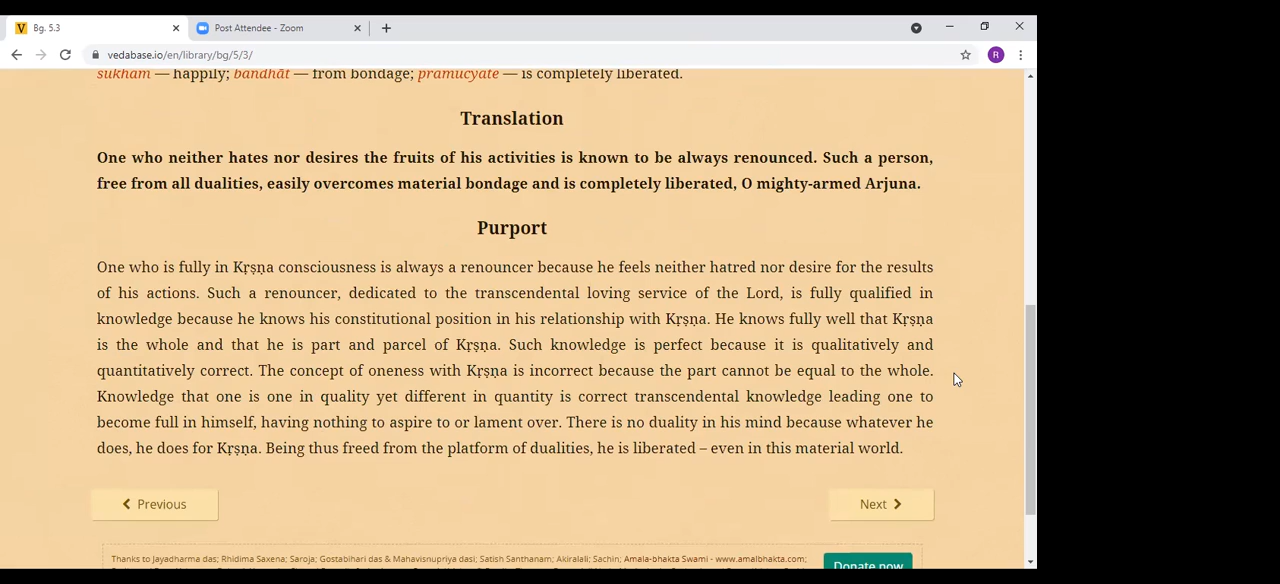 Bg. 5.3
Post Attendee - Zoom
vedabase.io/en/library/bg/5/3/
R
sukham — happily; bandhāt — from bondage; pramucyate — is completely liberated.
Translation
One who neither hates nor desires the fruits of his activities is known to be always renounced. Such a person,
free from all dualities, easily overcomes material bondage and is completely liberated, O mighty-armed Arjuna.
Purport
One who is fully in Kṛṣṇa consciousness is always a renouncer because he feels neither hatred nor desire for the results
of his actions. Such a renouncer, dedicated to the transcendental loving service of the Lord, is fully qualified in
knowledge because he knows his constitutional position in his relationship with Kṛṣṇa. He knows fully well that Kṛṣṇa
is the whole and that he is part and parcel of Kṛṣṇa. Such knowledge is perfect because it is qualitatively and
quantitatively correct. The concept of oneness with Kṛṣṇa is incorrect because the part cannot be equal to the whole.
Knowledge that one is one in quality yet different in quantity is correct transcendental knowledge leading one to
become full in himself, having nothing to aspire to or lament over. There is no duality in his mind because whatever he
does, he does for Kṛṣṇa. Being thus freed from the platform of dualities, he is liberated – even in this material world.
Previous
Next
Thanks to Jayadharma das; Rhidima Saxena; Saroja; Gostabihari das & Mahavisnupriya dasi; Satish Santhanam; Akiralali; Sachin; Amala-bhakta Swami - www.amalbhakta.com;
Donate now